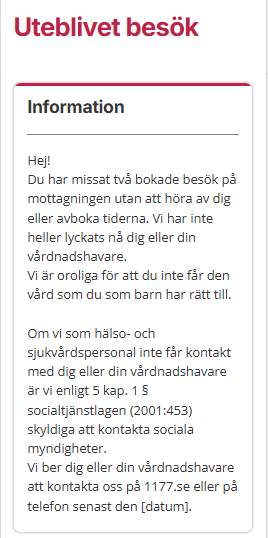 Uteblivet besök
Information
Hej!
Du har missat två bokade besök på
mottagningen utan att höra av dig
eller avboka tiderna. Vi har inte
heller lyckats nå dig eller din
vårdnadshavare.
Vi är oroliga för att du inte får den
vård som du som barn har rätt till.
Om vi som hälso- och
sjukvårdspersonal inte får kontakt
med dig eller din vårdnadshavare
är vi enligt 5 kap. 1 §
socialtjänstlagen (2001:453)
skyldiga att kontakta sociala
myndigheter.
Vi ber dig eller din vårdnadshavare
att kontakta oss på 1177.se eller på
telefon senast den [datum].